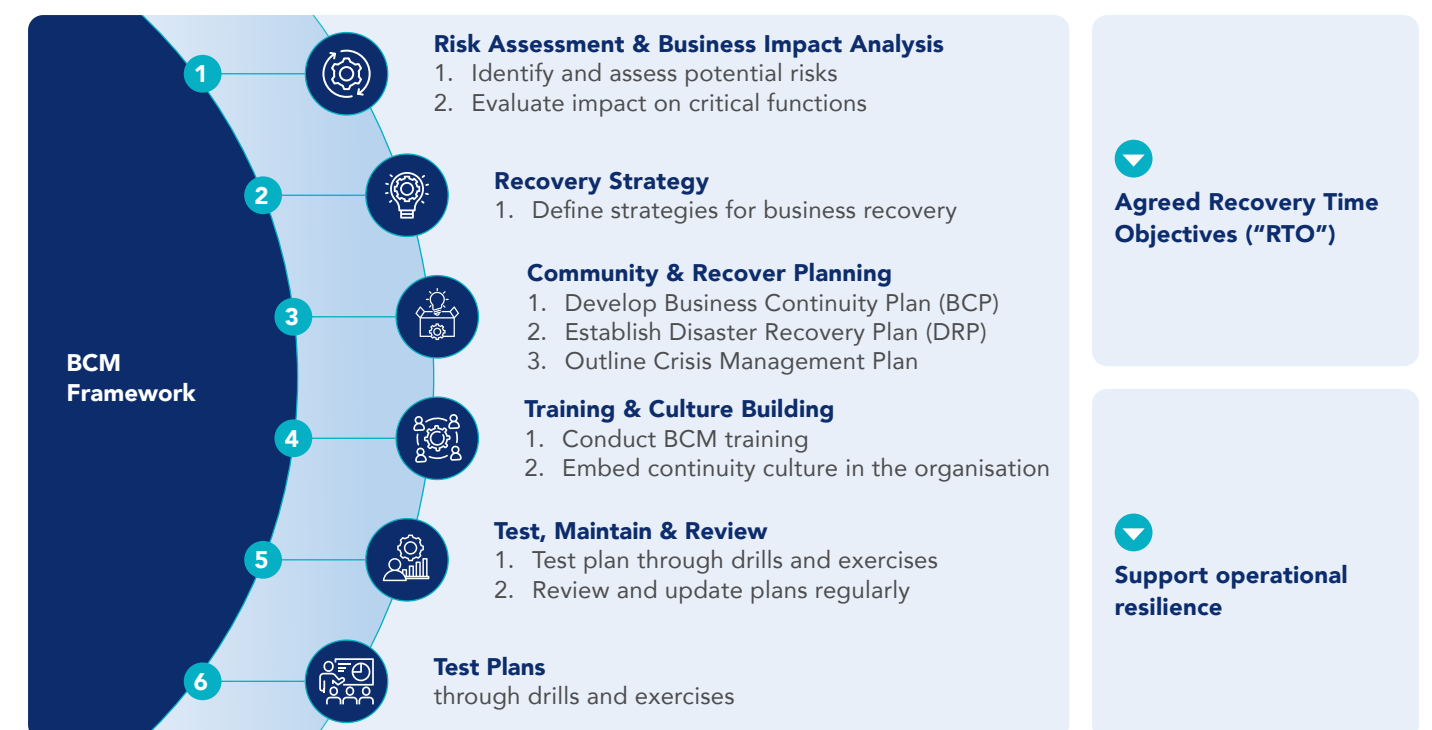 BCM
Framework
1
Risk Assessment & Business Impact Analysis
1. Identify and assess potential risks
2. Evaluate impact on critical functions
2
Recovery Strategy
1. Define strategies for business recovery
3
Community & Recover Planning
1. Develop Business Continuity Plan (BCP)
2. Establish Disaster Recovery Plan (DRP)
3. Outline Crisis Management Plan
4
Training & Culture Building
1. Conduct BCM training
2. Embed continuity culture in the organisation
5
Test, Maintain & Review
1. Test plan through drills and exercises
2. Review and update plans regularly
6
Test Plans
through drills and exercises
Agreed Recovery Time
Objectives (“RTO”)
Support operational
resilience